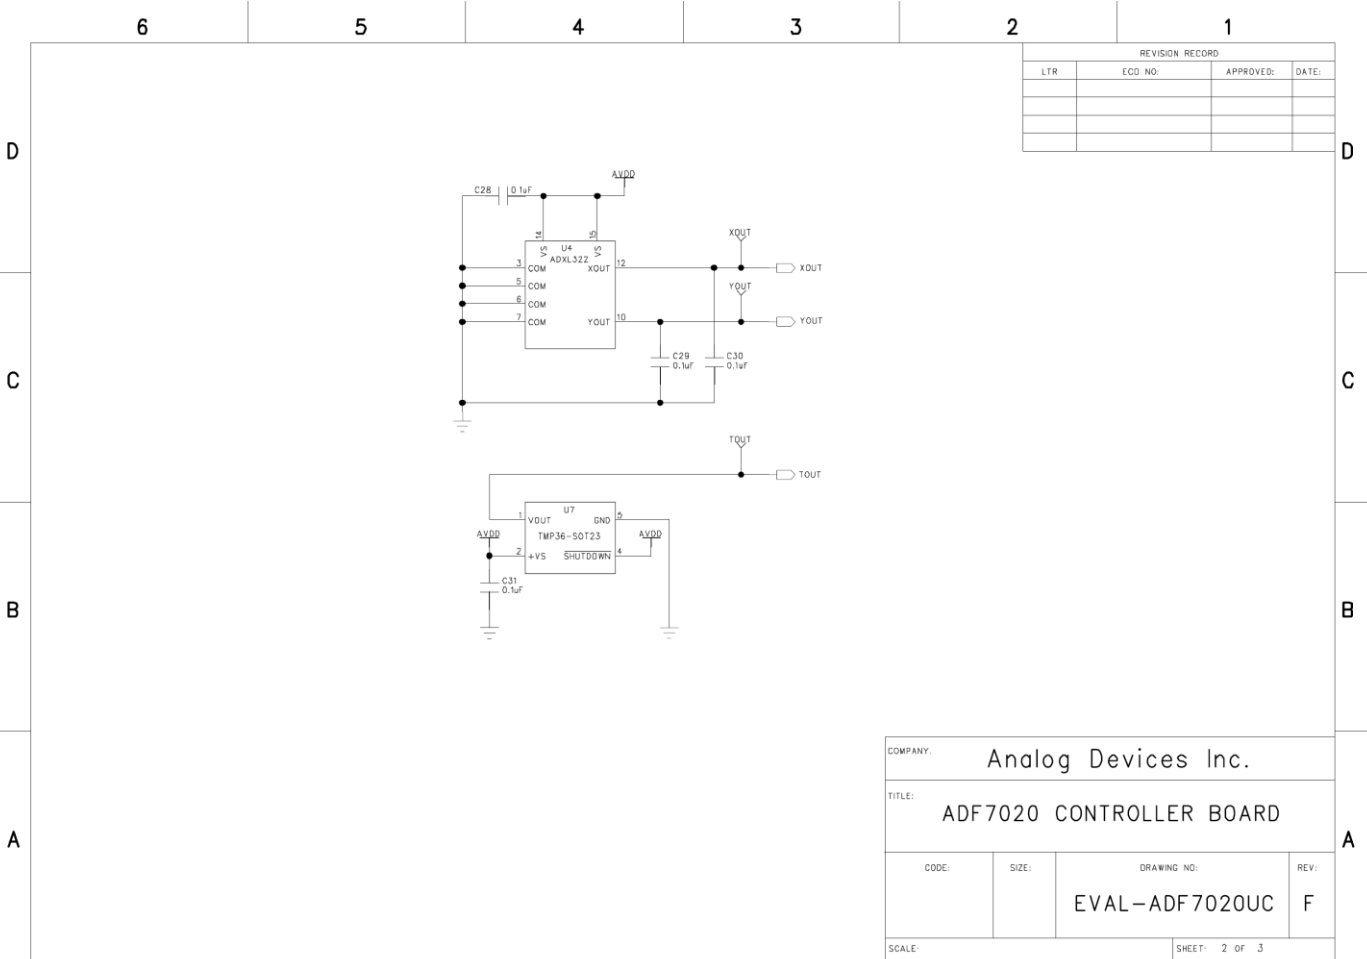 6 5 4 3 2 1
REVISION RECORD
LTR ECO NO: APPROVED: DATE:
D D
AVDD
C28 0.1uF
14 15
VS VS
U4
ADXL322
XOUT
3 COM XOUT 12 XOUT
5 COM
YOUT
6 COM
7 COM YOUT 10 YOUT
C29
0.1uF
C30
0.1uF
C C
TOUT
TOUT
U7
1 VOUT GND 5
AVDD TMP36-SOT23 AVDD
2 +VS SHUTDOWN 4
C31
0.1uF
B B
COMPANY:
Analog Devices Inc.
TITLE:
ADF7020 CONTROLLER BOARD
A A
CODE: SIZE: DRAWING NO: REV:
EVAL-ADF7020UC F
SCALE: SHEET: 2 OF 3